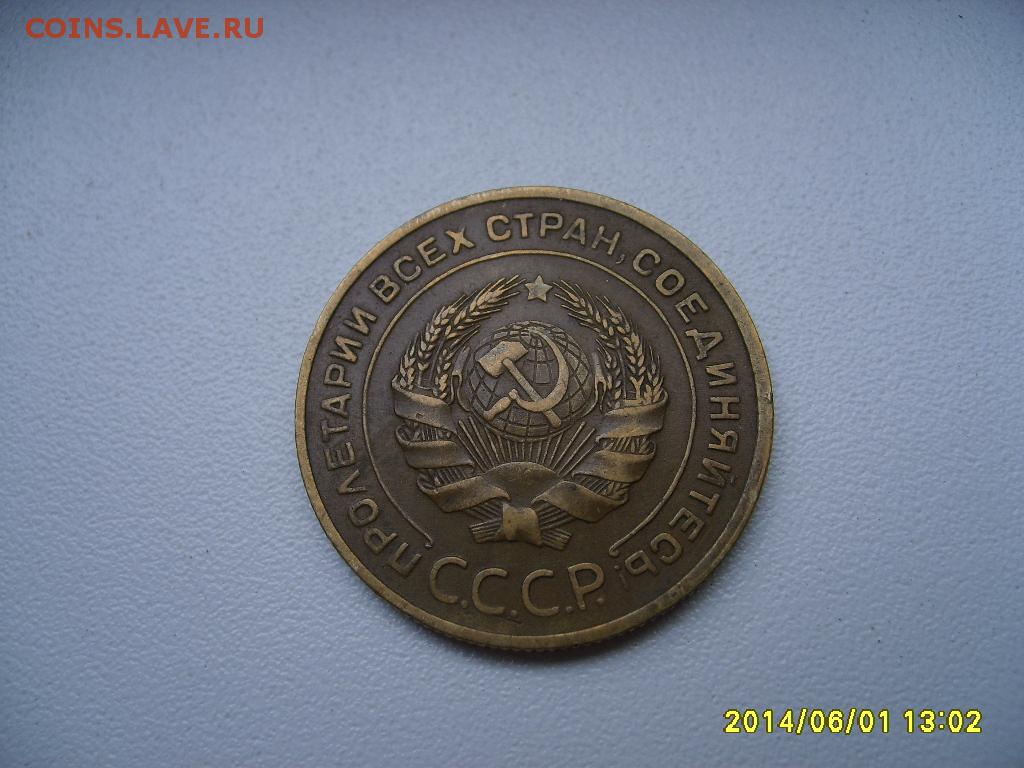 COINS.LAVE.RU
ПРОЛЕТАРИИ ВСЕХ СТРАН, СОЕДИНЯЙТЕСЬ!
С.С.С.Р.
2014/06/01 13:02